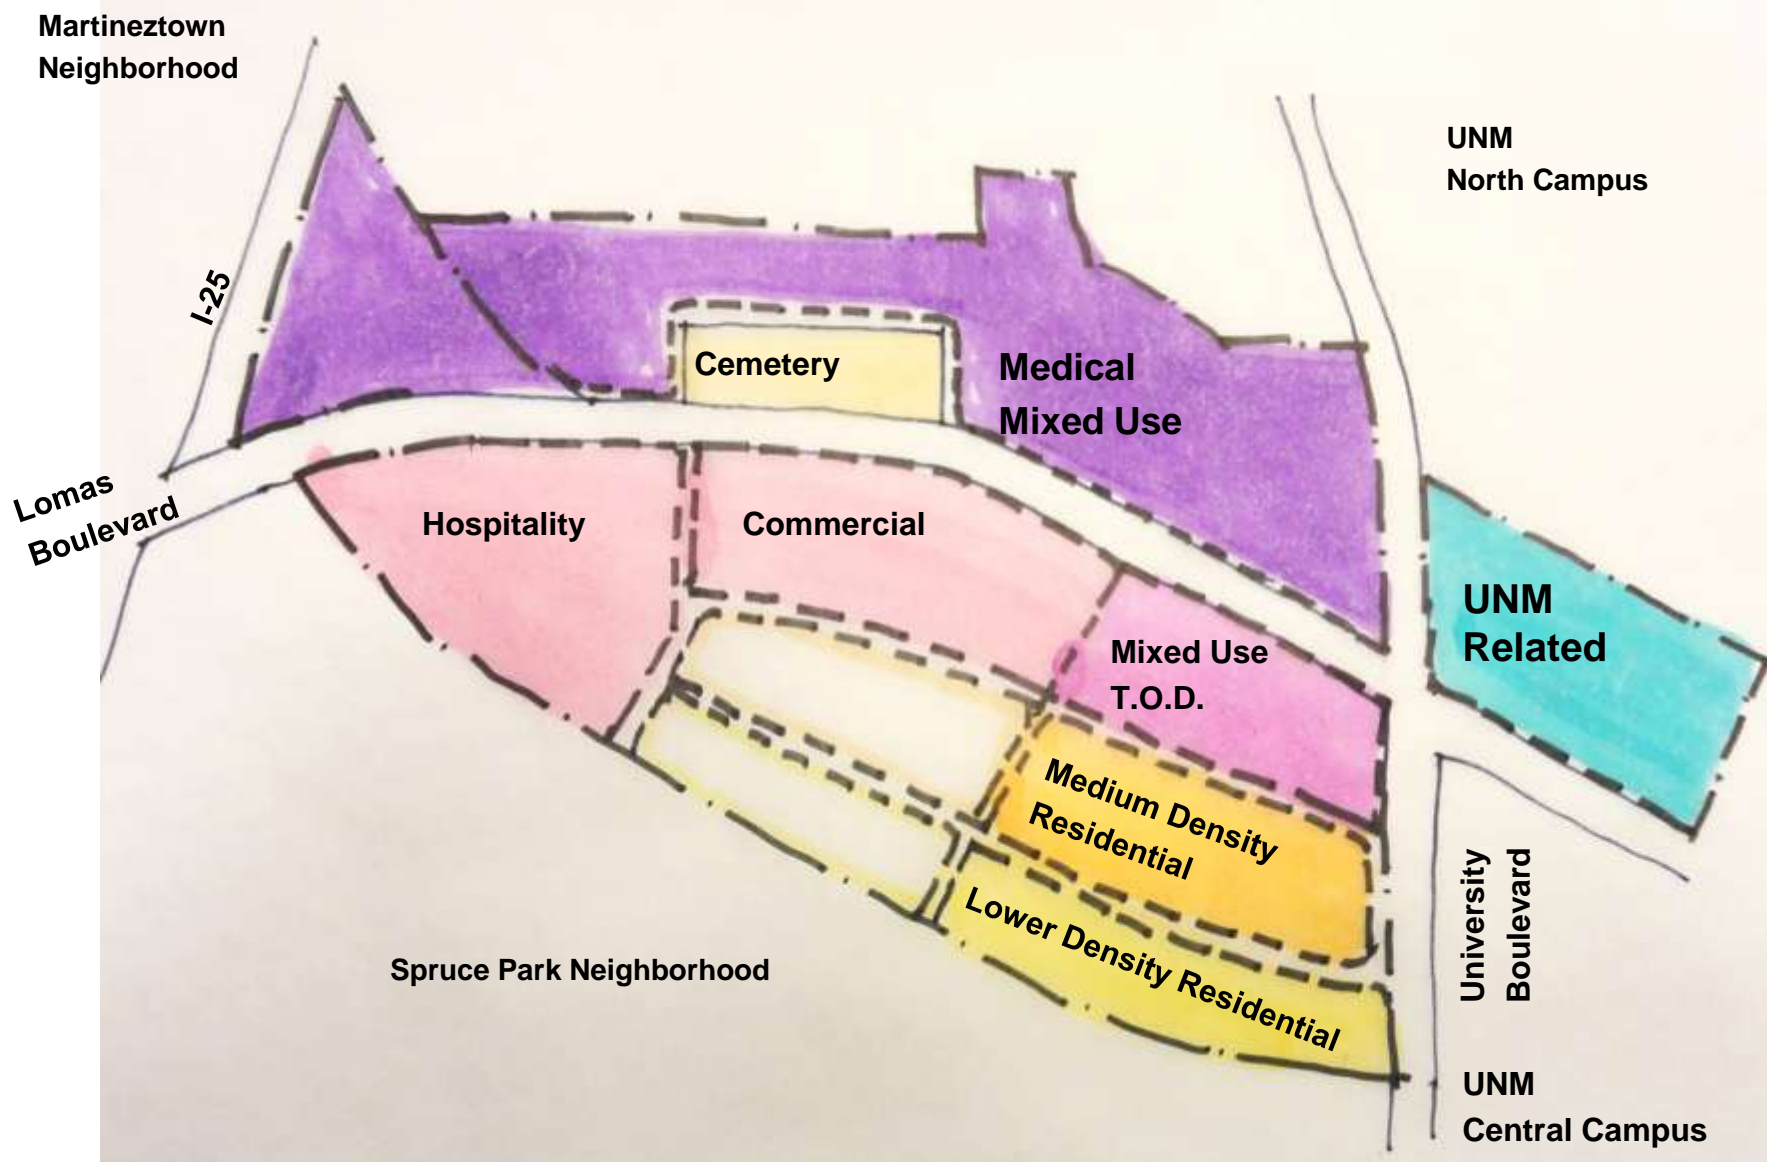 Martineztown
Neighborhood
UNM
North Campus
I-25
Cemetery
Medical
Mixed Use
Lomas
Boulevard
Hospitality
Commercial
UNM
Related
Mixed Use
T.O.D.
Medium Density
Residential
Lower Density Residential
University
Boulevard
Spruce Park Neighborhood
UNM
Central Campus